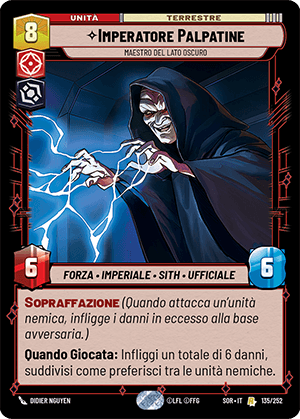 UNITÀ
TERRESTRE
8
✧IMPERATORE PALPATINE
MAESTRO DEL LATO OSCURO
6
6
FORZA • IMPERIALE • SITH • UFFICIALE
SOPRAFFAZIONE (Quando attacca un'unità
nemica, infligge i danni in eccesso alla base
avversaria.)
Quando Giocata: Infliggi un totale di 6 danni,
suddivisi come preferisci tra le unità nemiche.
DIDIER NGUYEN
©LFL ©FFG
SOR • IT
R
135/252